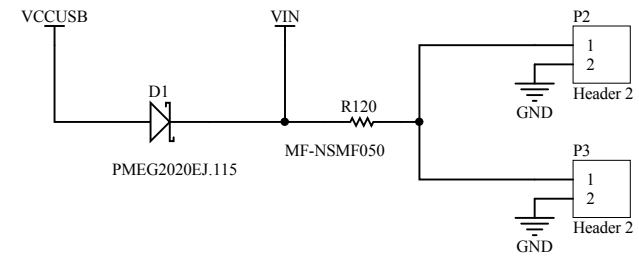 VCCUSB
VIN
P2
1
2
Header 2
GND
D1
PMEG2020EJ.115
R120
MF-NSMF050
P3
1
2
Header 2
GND